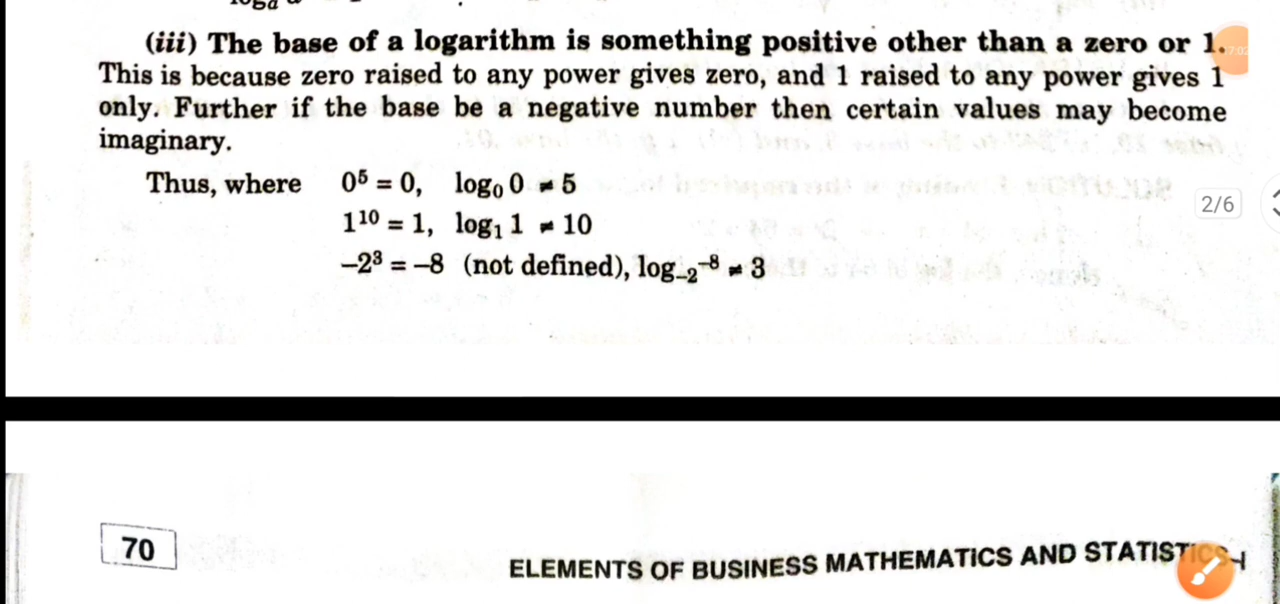 (iii) The base of a logarithm is something positive other than a zero or 1.
This is because zero raised to any power gives zero, and 1 raised to any power gives 1
only. Further if the base be a negative number then certain values may become
imaginary.
Thus, where 0⁵ = 0, log₀ 0 ≠ 5
1¹⁰ = 1, log₁ 1 ≠ 10
–2³ = –8 (not defined), log₋₂⁻⁸ ≠ 3
2/6
70
ELEMENTS OF BUSINESS MATHEMATICS AND STATISTICS–I